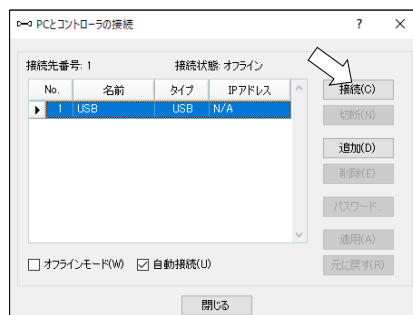 PCとコントローラの接続 ? ×
接続先番号: 1 接続状態: オフライン
No. 名前 タイプ IPアドレス
1 USB USB N/A
接続(C)
切断(N)
追加(D)
削除(E)
パスワード...
適用(A)
元に戻す(R)
オフラインモード(W) 自動接続(U)
閉じる